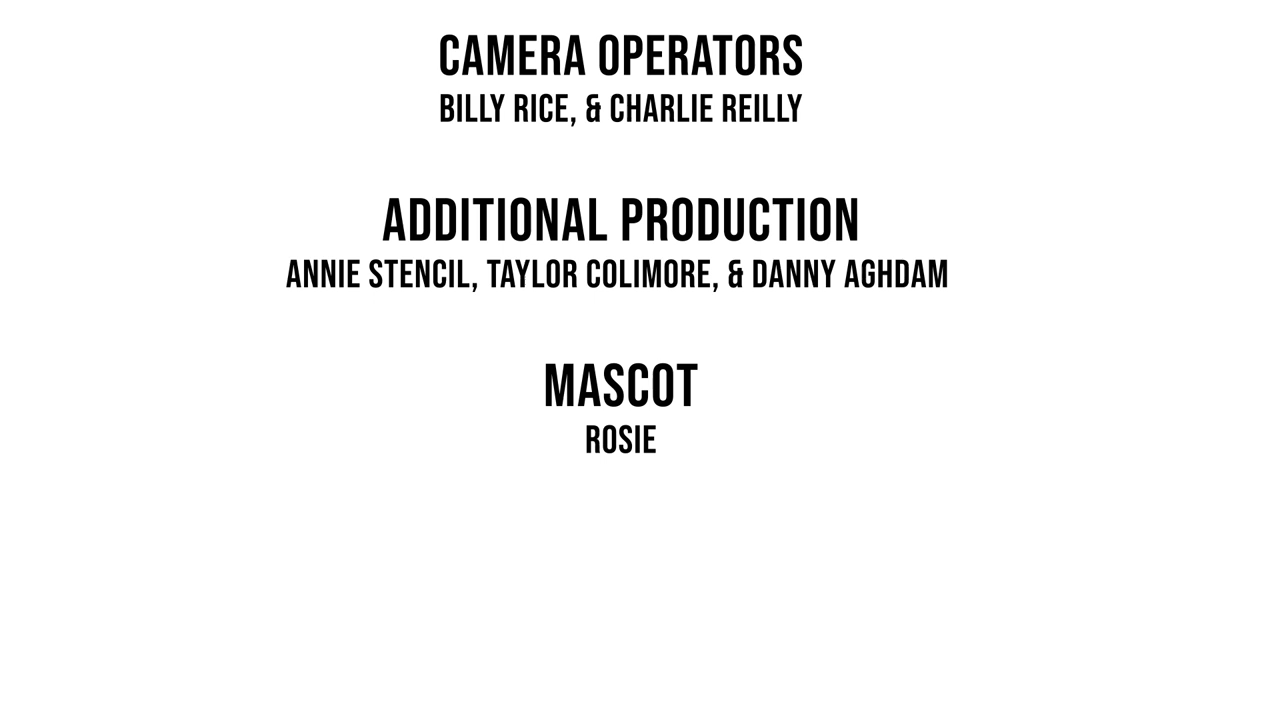 CAMERA OPERATORS
BILLY RICE, & CHARLIE REILLY
ADDITIONAL PRODUCTION
ANNIE STENCIL, TAYLOR COLIMORE, & DANNY AGHDAM
MASCOT
ROSIE